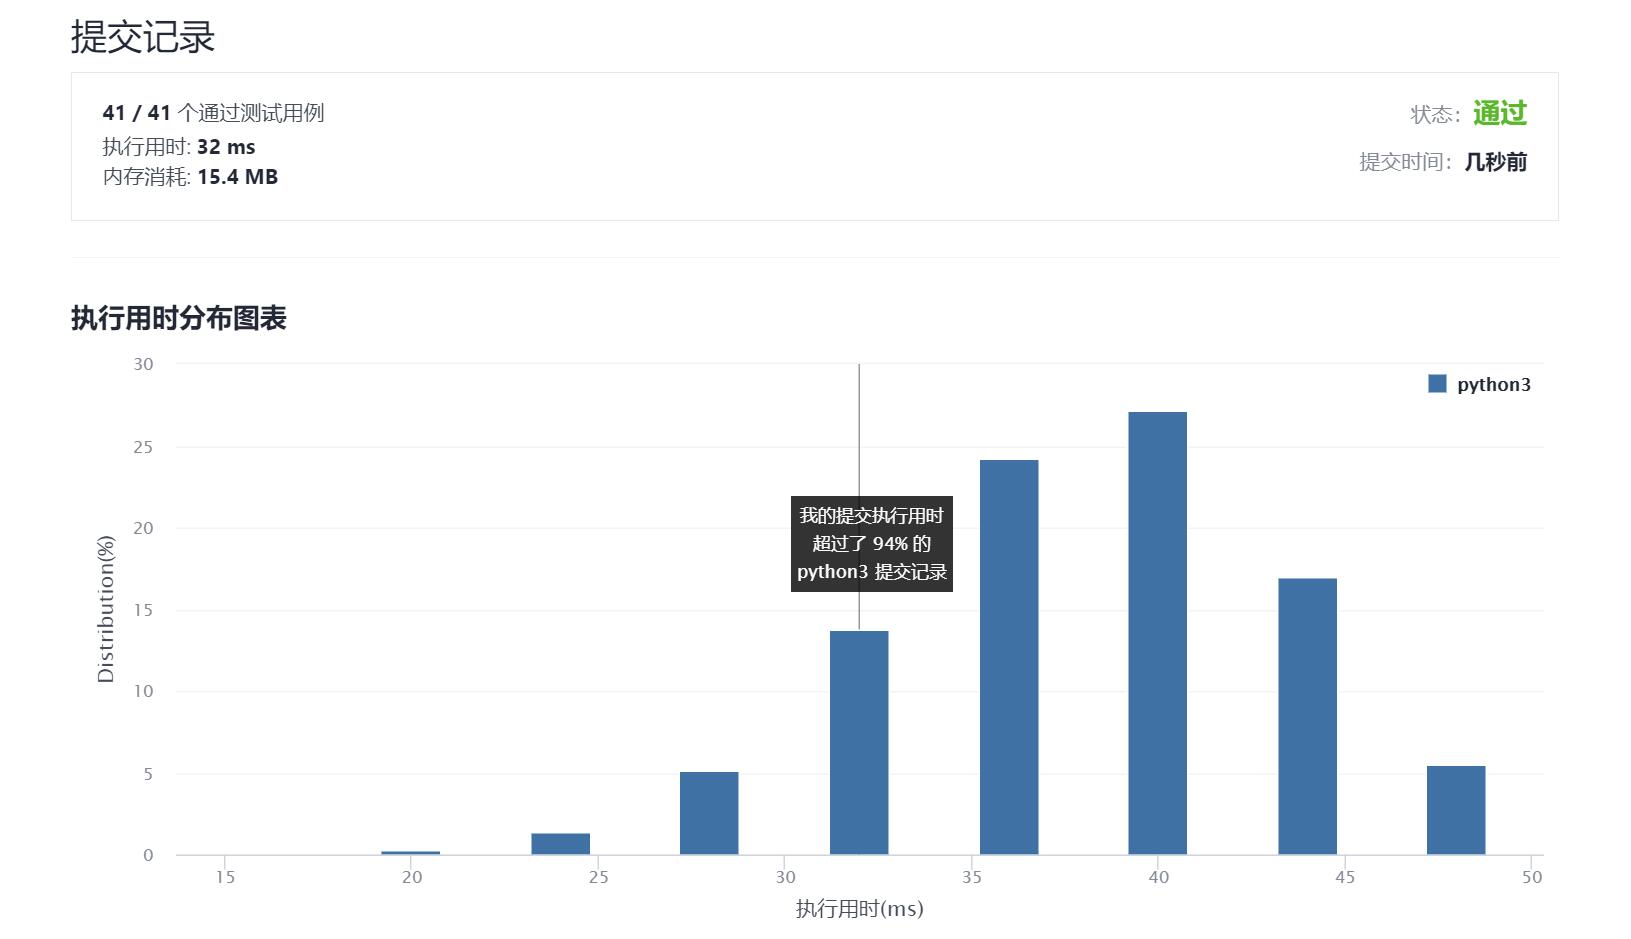 提交记录
41 / 41 个通过测试用例
状态：通过
执行用时: 32 ms
提交时间：几秒前
内存消耗: 15.4 MB
执行用时分布图表
30
25
20
15
10
5
0
Distribution(%)
python3
我的提交执行用时
超过了 94% 的
python3 提交记录
15 20 25 30 35 40 45 50
执行用时(ms)